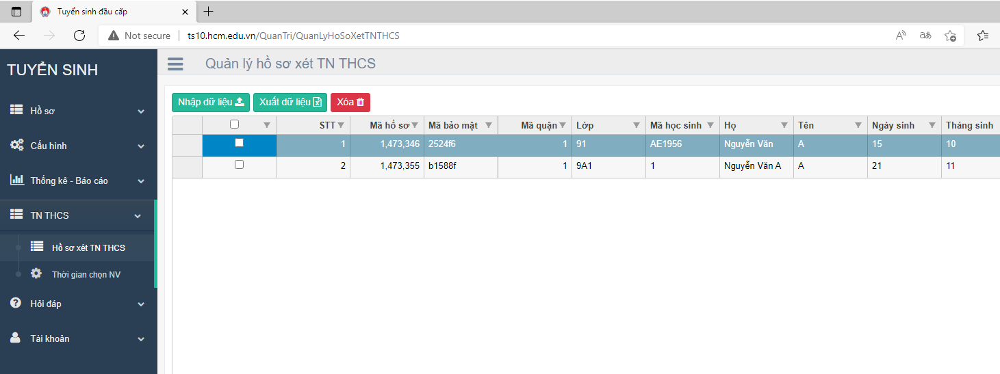 Tuyển sinh đầu cấp
Not secure
ts10.hcm.edu.vn/QuanTri/QuanLyHoSoXetTNTHCS
TUYỂN SINH
Quản lý hồ sơ xét TN THCS
Hồ sơ
Cấu hình
Thống kê - Báo cáo
TN THCS
Hồ sơ xét TN THCS
Thời gian chọn NV
Hỏi đáp
Tài khoản
Nhập dữ liệu
Xuất dữ liệu
Xóa
STT Mã hồ sơ Mã bảo mật Mã quận Lớp Mã học sinh Họ Tên Ngày sinh Tháng sinh
1 1,473,346 2524f6 1 91 AE1956 Nguyễn Văn A 15 10
2 1,473,355 b1588f 1 9A1 1 Nguyễn Văn A A 21 11